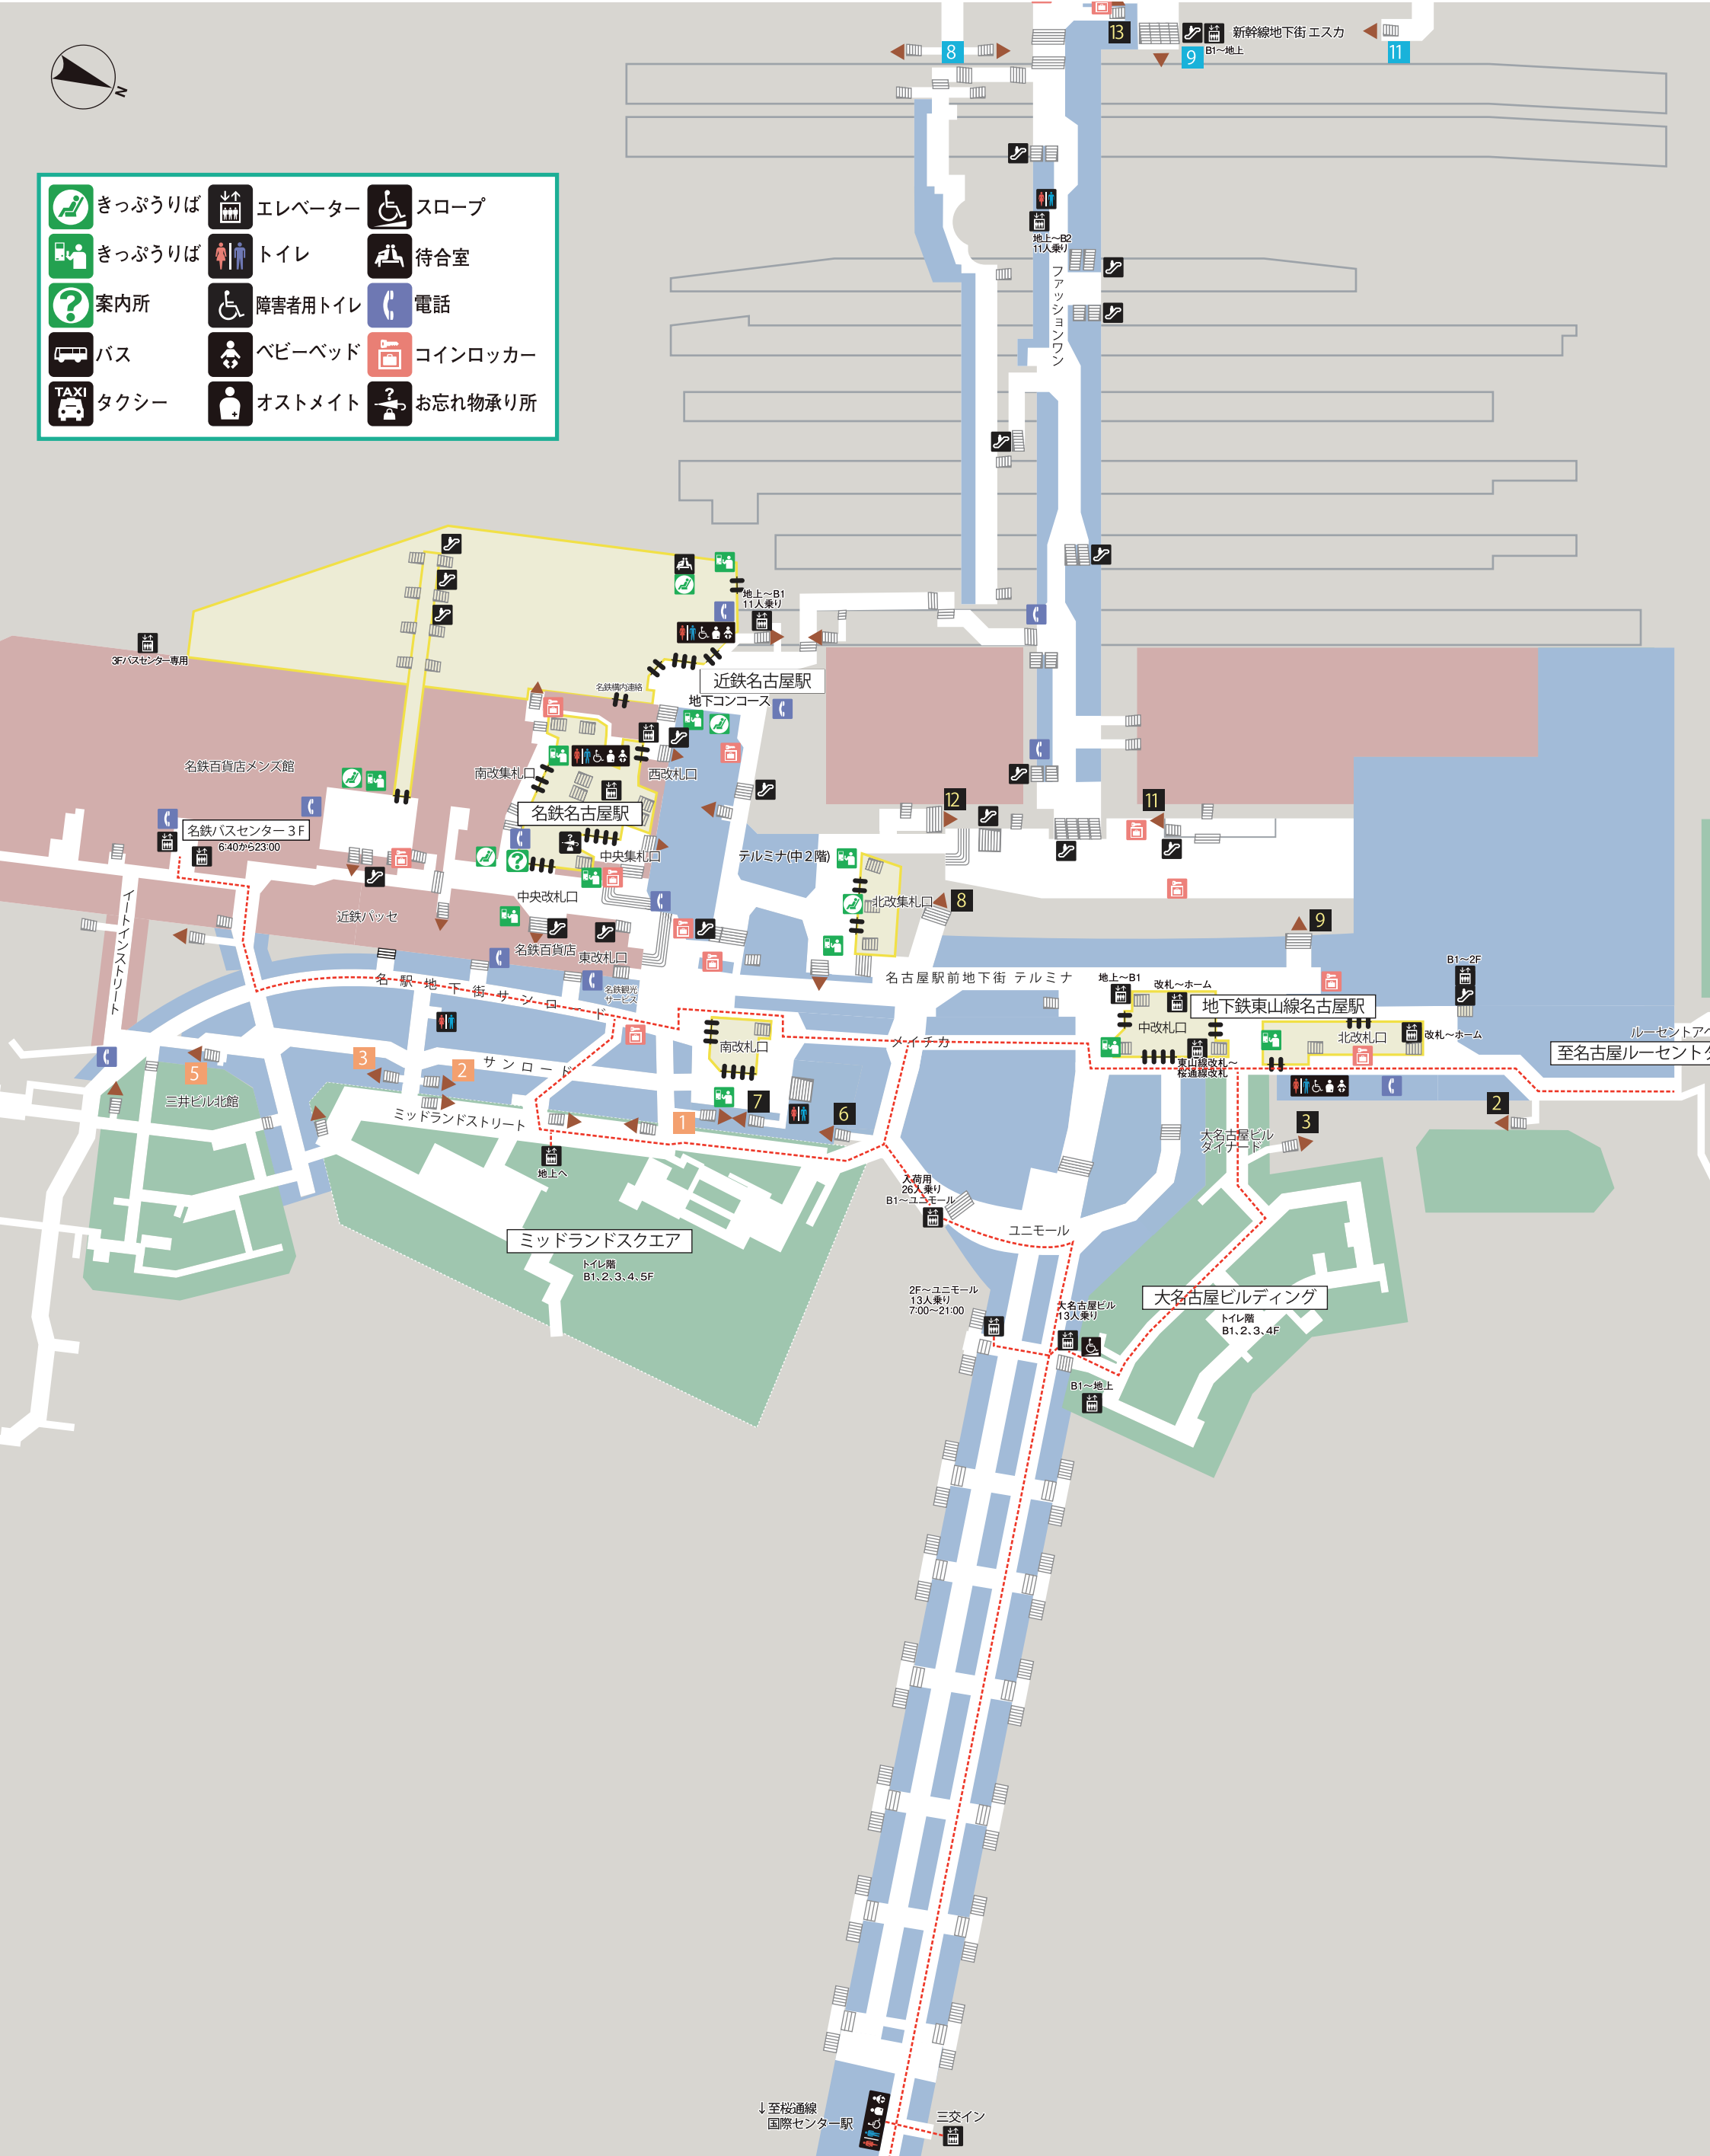 13
新幹線地下街 エスカ
B1〜地上
8
9
11
N
きっぷうりば
エレベーター
スロープ
きっぷうりば
トイレ
待合室
案内所
障害者用トイレ
電話
バス
ベビーベッド
コインロッカー
TAXI
タクシー
オストメイト
お忘れ物承り所
地上〜B2
11人乗り
ファッションワン
地上〜B1
11人乗り
3Fバスセンター専用
近鉄名古屋駅
名鉄構内連絡
地下コンコース
名鉄百貨店メンズ館
南改集札口
西改札口
名鉄名古屋駅
12
11
名鉄バスセンター3F
6:40から23:00
中央集札口
テルミナ(中2階)
中央改札口
北改集札口
8
イートインストリート
近鉄パッセ
9
名鉄百貨店
東改札口
B1〜2F
名駅地下街サンロード
名鉄観光
サービス
名古屋駅前地下街 テルミナ
地上〜B1
改札〜ホーム
地下鉄東山線名古屋駅
中改札口
北改札口
改札〜ホーム
ルーセントアベ
至名古屋ルーセントタ
南改札口
メイチカ
東山線改札〜
桜通線改札
3
2
サンロード
5
三井ビル北館
ミッドランドストリート
1
7
6
2
3
大名古屋ビル
ダイナード
地上へ
入荷用
26人乗り
B1〜ユニモール
ユニモール
ミッドランドスクエア
トイレ階
B1、2、3、4、5F
2F〜ユニモール
13人乗り
7:00〜21:00
大名古屋ビル
13人乗り
大名古屋ビルディング
トイレ階
B1、2、3、4F
B1〜地上
↓至桜通線
国際センター駅
三交イン